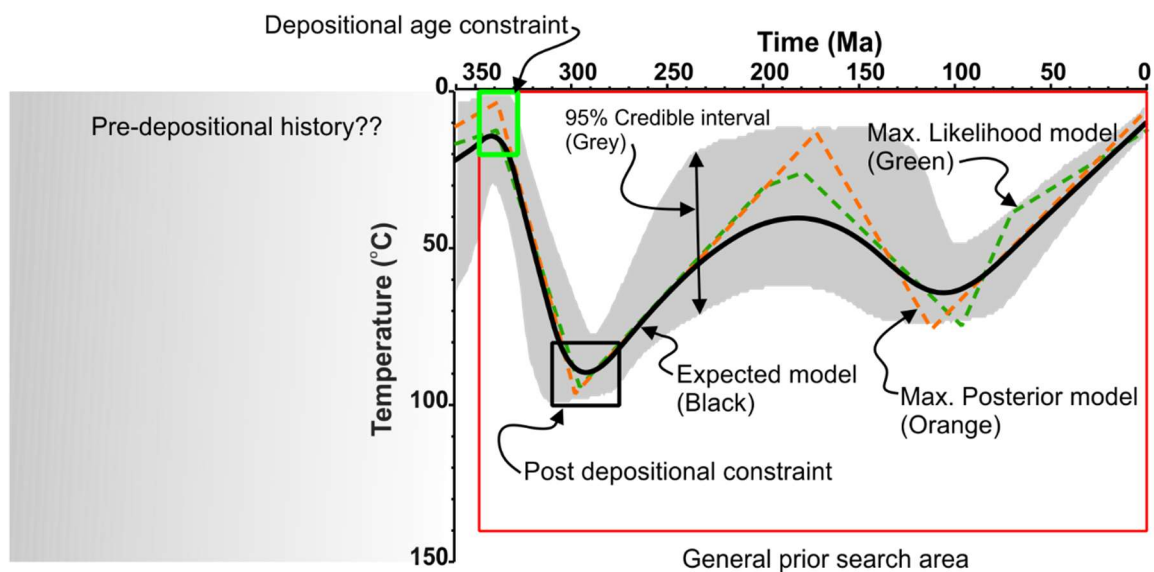 Depositional age constraint
Time (Ma)
350 300 250 200 150 100 50 0
0
Pre-depositional history??
95% Credible interval
(Grey)
Max. Likelihood model
(Green)
50
Temperature (°C)
Expected model
(Black)
Max. Posterior model
(Orange)
100
Post depositional constraint
150
General prior search area